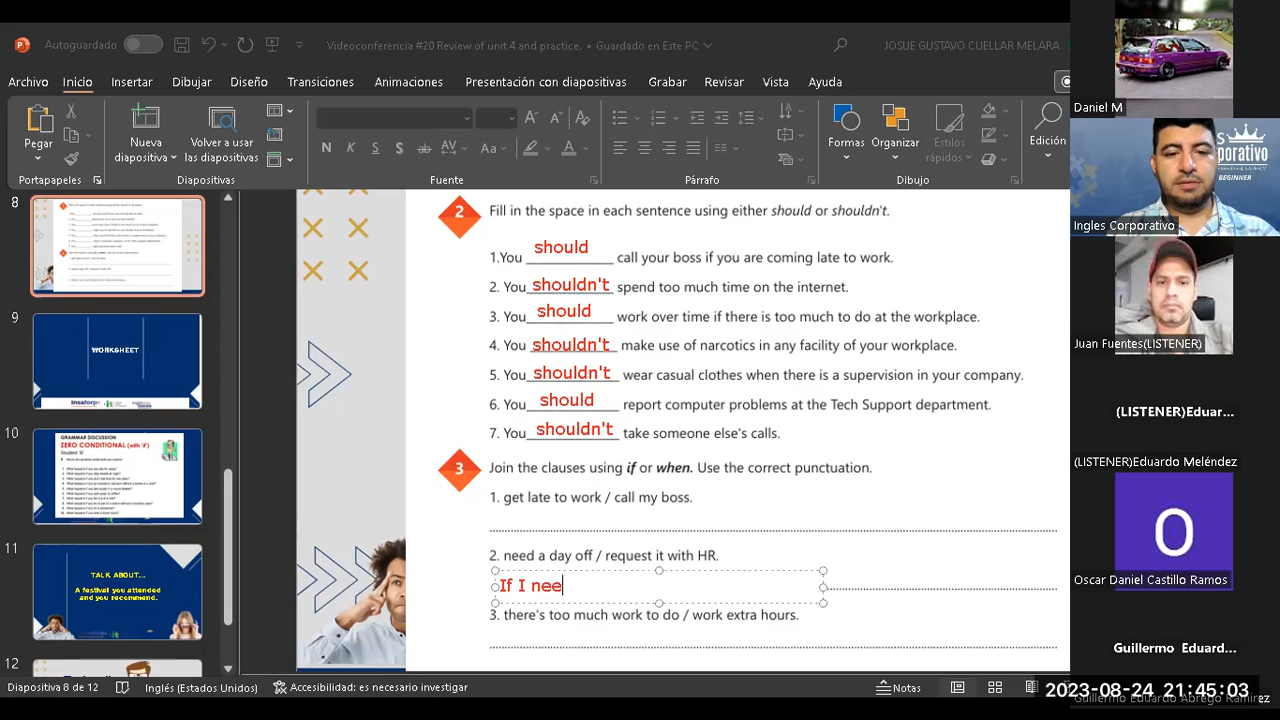 Autoguardado
Videoconferencia #20
Guardado en Este PC
GUSTAVO CUELLAR MELARA
Archivo Inicio Insertar Dibujar Diseño Transiciones Presentación con diapositivas Grabar Revisar Vista Ayuda
Pegar
Nueva diapositiva
Volver a usar las diapositivas
N K S S ab AV Aa A
Formas
Organizar
Estilos rápidos
Edición
Portapapeles Diapositivas Fuente Párrafo Dibujo
8
9
WORKSHEET
10
GRAMMAR DISCUSSION
ZERO CONDITIONAL (with 'if')
11
TALK ABOUT...
A festival you attended
and you recommend.
12
2 Fill in the space in each sentence using either should or shouldn't.
1.You should call your boss if you are coming late to work.
2. You shouldn't spend too much time on the internet.
3. You should work over time if there is too much to do at the workplace.
4. You shouldn't make use of narcotics in any facility of your workplace.
5. You shouldn't wear casual clothes when there is a supervision in your company.
6. You should report computer problems at the Tech Support department.
7. You shouldn't take someone else's calls.
3 Join the clauses using if or when. Use the correct punctuation.
1. get late to work / call my boss.
2. need a day off / request it with HR.
If I nee
3. there's too much work to do / work extra hours.
Diapositiva 8 de 12
Inglés (Estados Unidos)
Accesibilidad: es necesario investigar
Notas
Daniel M
BEGINNER
Ingles Corporativo
Juan Fuentes(LISTENER)
(LISTENER)Eduar...
(LISTENER)Eduardo Meléndez
O
Oscar Daniel Castillo Ramos
Guillermo Eduard...
2023-08-24 21:45:03
Guillermo Eduardo Abrego Ramirez